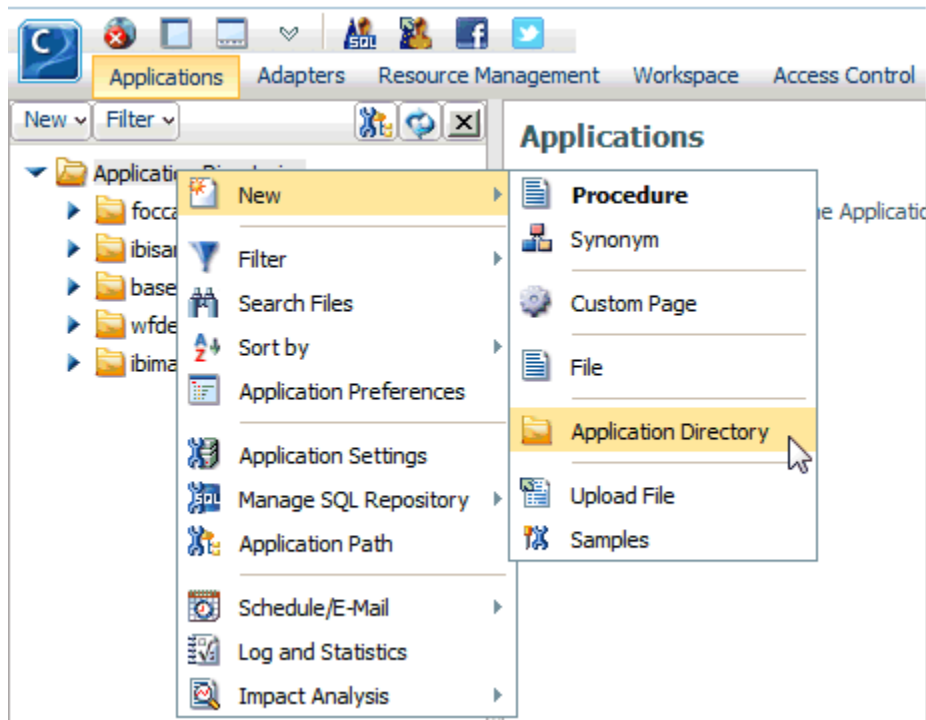 C
SQL
Applications Adapters Resource Management Workspace Access Control
New Filter
Applications
New
Procedure
Synonym
Filter
Search Files
Custom Page
Sort by
File
Application Preferences
Application Directory
Application Settings
Manage SQL Repository
Upload File
Application Path
Samples
Schedule/E-Mail
Log and Statistics
Impact Analysis
base